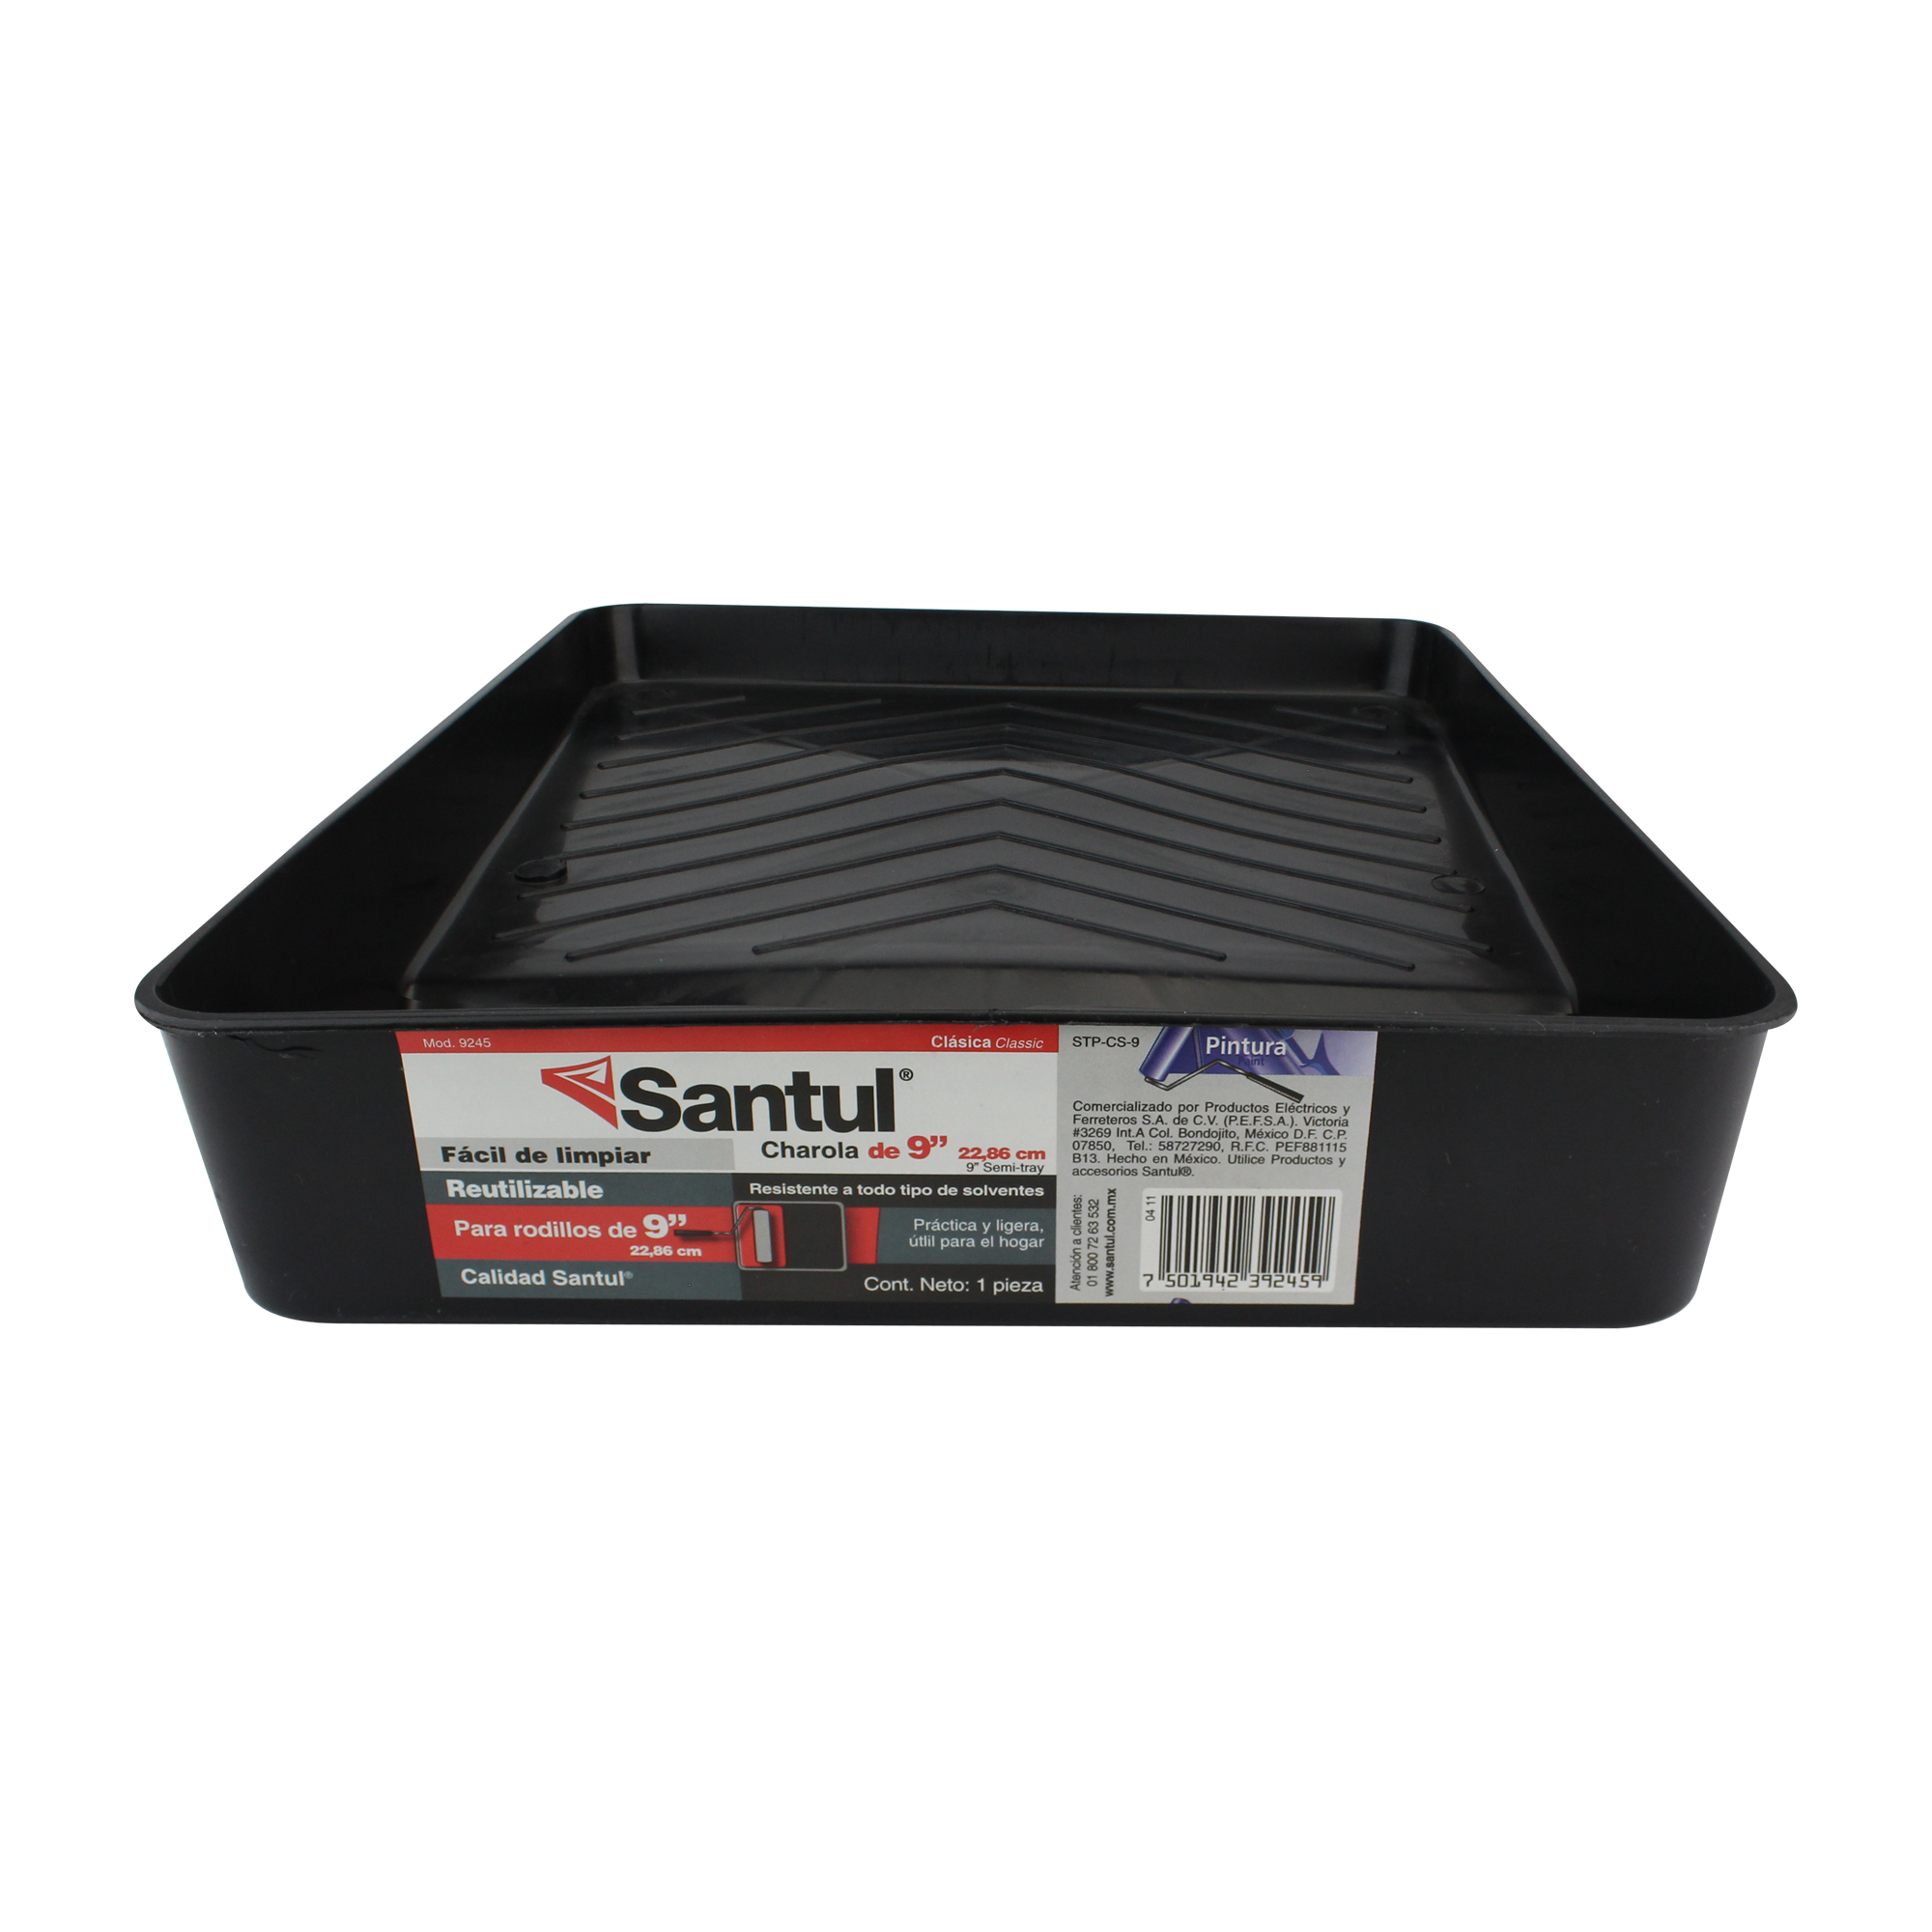 Mod. 9245
Clásica Classic
Santul®
Charola de 9” 22,86 cm
9" Semi-tray
Fácil de limpiar
Reutilizable
Para rodillos de 9”
22,86 cm
Calidad Santul®
Resistente a todo tipo de solventes
Práctica y ligera,
útlil para el hogar
Cont. Neto: 1 pieza
STP-CS-9
Pintura
Comercializado por Productos Eléctricos y
Ferreteros S.A. de C.V. (P.E.F.S.A.). Victoria
#3269 Int.A Col. Bondojito, México D.F. C.P.
07850, Tel.: 58727290, R.F.C. PEF881115
B13. Hecho en México. Utilice Productos y
accesorios Santul®.
Atención a clientes:
01 800 72 63 532
www.santul.com.mx
04 11
7 501942 392459